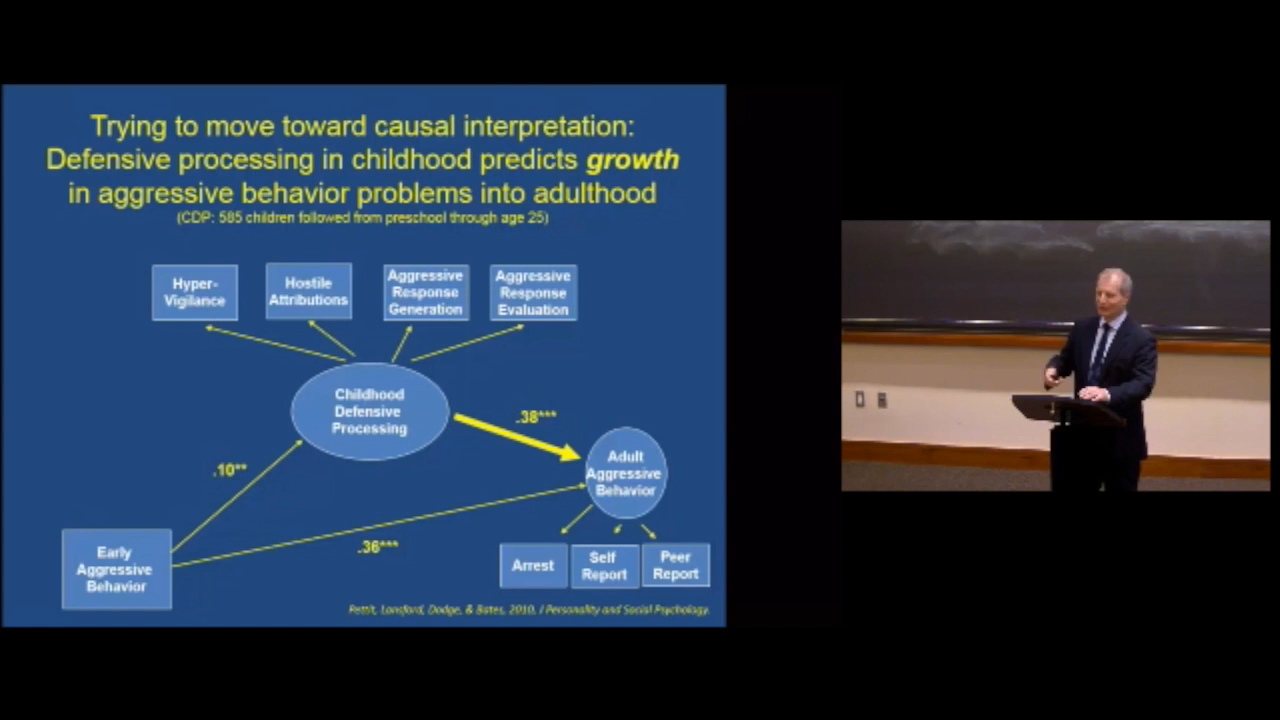 Trying to move toward causal interpretation:
Defensive processing in childhood predicts growth
in aggressive behavior problems into adulthood
(CDP: 585 children followed from preschool through age 25)
Hyper-
Vigilance
Hostile
Attributions
Aggressive
Response
Generation
Aggressive
Response
Evaluation
Childhood
Defensive
Processing
.38***
.10**
Adult
Aggressive
Behavior
.36***
Early
Aggressive
Behavior
Arrest
Self
Report
Peer
Report
Pettit, Lansford, Dodge, & Bates, 2010, J Personality and Social Psychology.